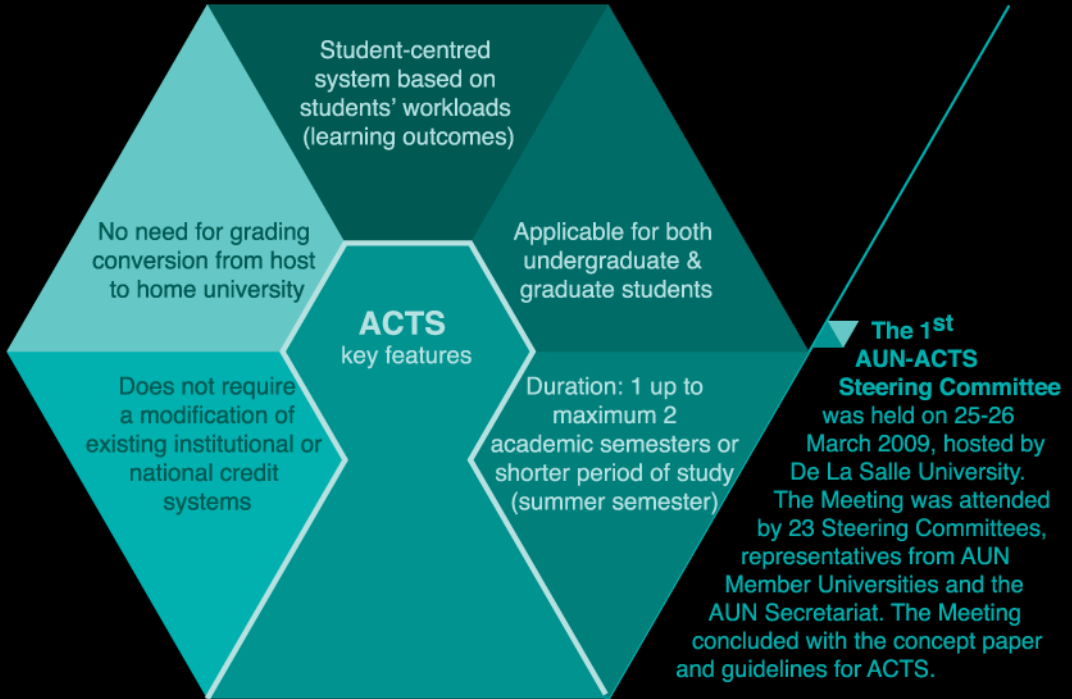 Student-centred
system based on
students' workloads
(learning outcomes)
No need for grading
conversion from host
to home university
Applicable for both
undergraduate &
graduate students
ACTS
key features
Does not require
a modification of
existing institutional or
national credit
systems
Duration: 1 up to
maximum 2
academic semesters or
shorter period of study
(summer semester)
The 1st
AUN-ACTS
Steering Committee
was held on 25-26
March 2009, hosted by
De La Salle University.
The Meeting was attended
by 23 Steering Committees,
representatives from AUN
Member Universities and the
AUN Secretariat. The Meeting
concluded with the concept paper
and guidelines for ACTS.